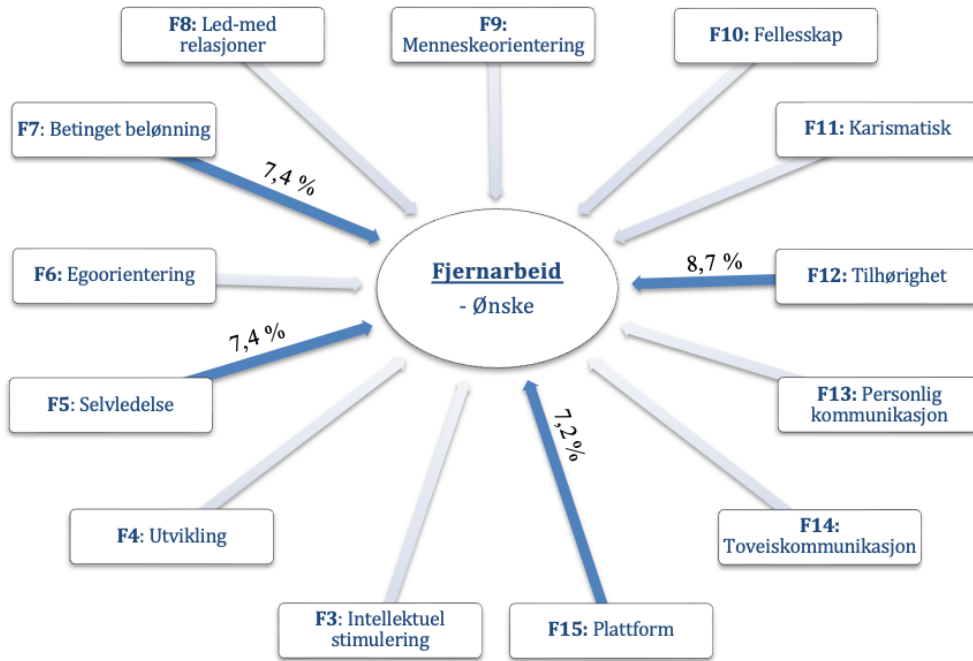 F8: Led-med
relasjoner
F9:
Menneskeorientering
F10: Fellesskap
F7: Betinget belønning
F11: Karismatisk
7,4 %
F6: Egoorientering
Fjernarbeid
- Ønske
8,7 %
F12: Tilhørighet
7,4 %
F5: Selvledelse
F13: Personlig
kommunikasjon
7,2 %
F4: Utvikling
F14:
Toveiskommunikasjon
F3: Intellektuel
stimulering
F15: Plattform